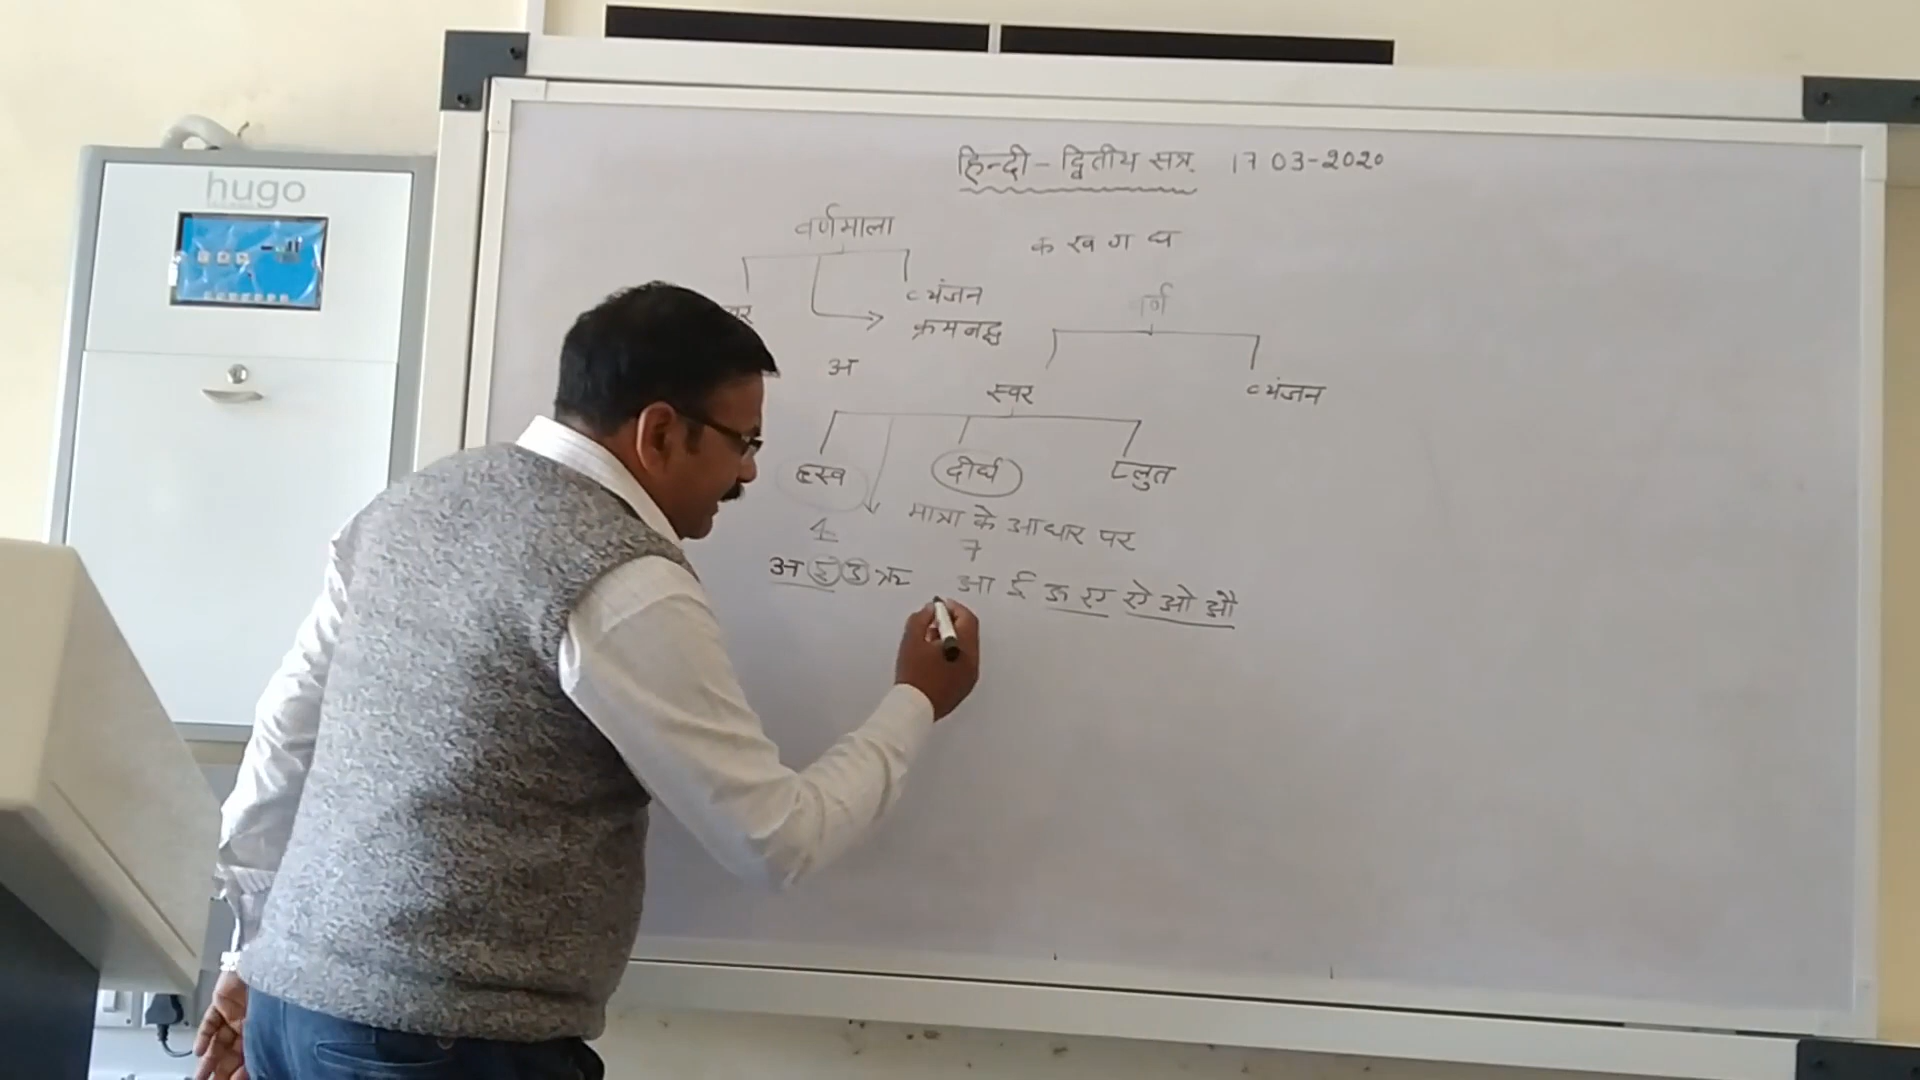 hugo
हिन्दी - द्वितीय सत्र. 17 03-2020
वर्णमाला
क ख ग घ
व्यंजन
क्रमबद्ध
अ
स्वर
व्यंजन
ह्रस्व दीर्घ प्लुत
मात्रा के आधार पर
4 7
अ इ उ ऋ आ ई ऊ ए ऐ ओ औ